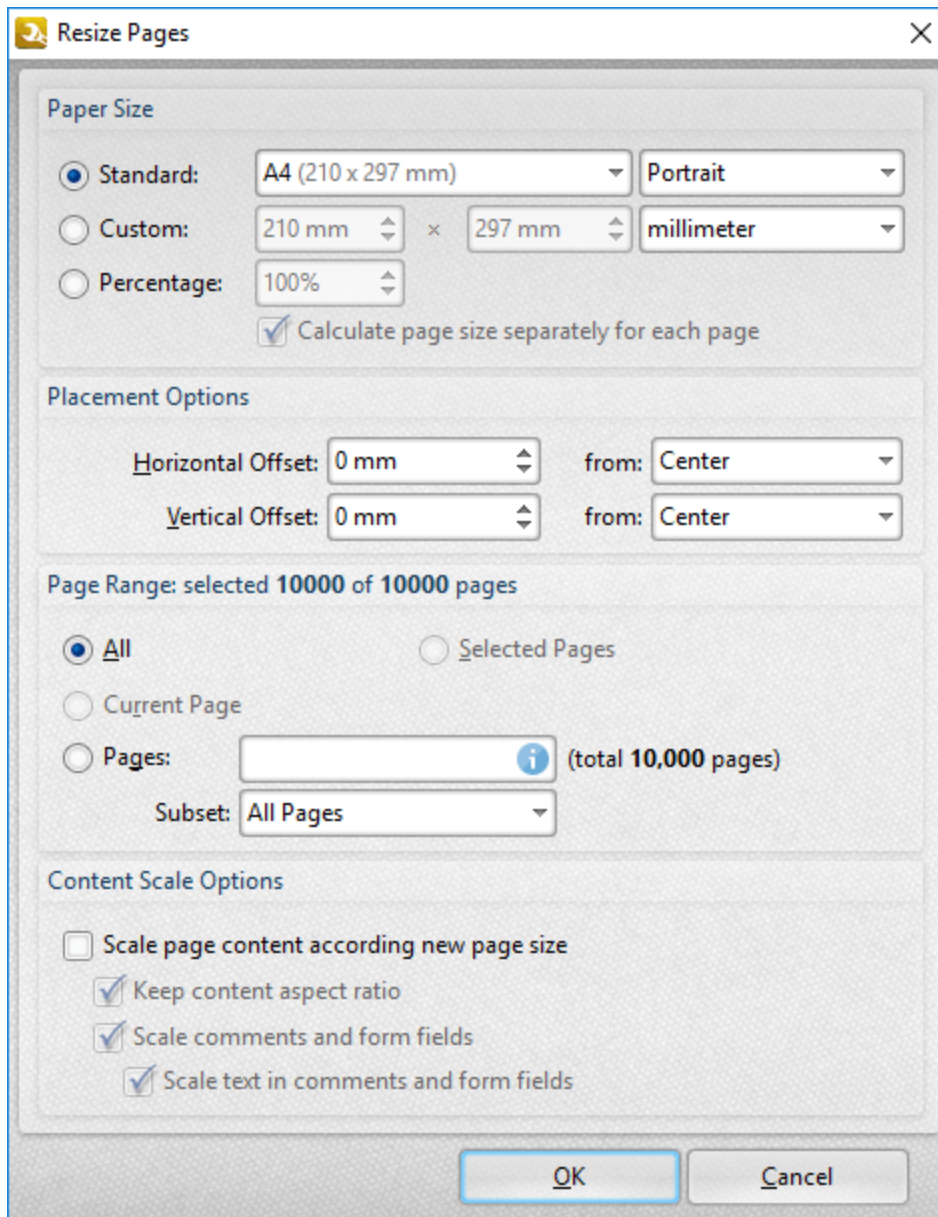 Resize Pages
Paper Size
Standard: A4 (210 x 297 mm) Portrait
Custom: 210 mm × 297 mm millimeter
Percentage: 100%
Calculate page size separately for each page
Placement Options
Horizontal Offset: 0 mm from: Center
Vertical Offset: 0 mm from: Center
Page Range: selected 10000 of 10000 pages
All Selected Pages
Current Page
Pages: i (total 10,000 pages)
Subset: All Pages
Content Scale Options
Scale page content according new page size
Keep content aspect ratio
Scale comments and form fields
Scale text in comments and form fields
OK Cancel